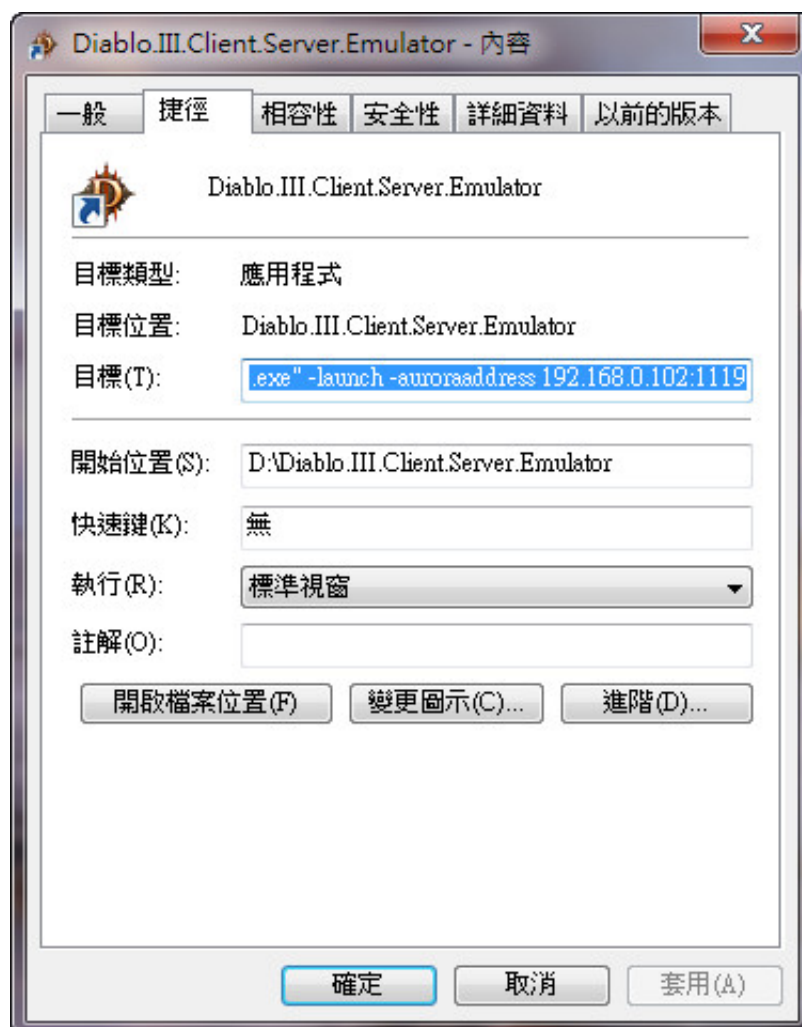 Diablo.III.Client.Server.Emulator - 內容
一般 捷徑 相容性 安全性 詳細資料 以前的版本
Diablo.III.Client.Server.Emulator
目標類型: 應用程式
目標位置: Diablo.III.Client.Server.Emulator
目標(T): .exe" -launch -auroraaddress 192.168.0.102:1119
開始位置(S): D:\Diablo.III.Client.Server.Emulator
快速鍵(K): 無
執行(R): 標準視窗
註解(O):
開啟檔案位置(F) 變更圖示(C)... 進階(D)...
確定 取消 套用(A)